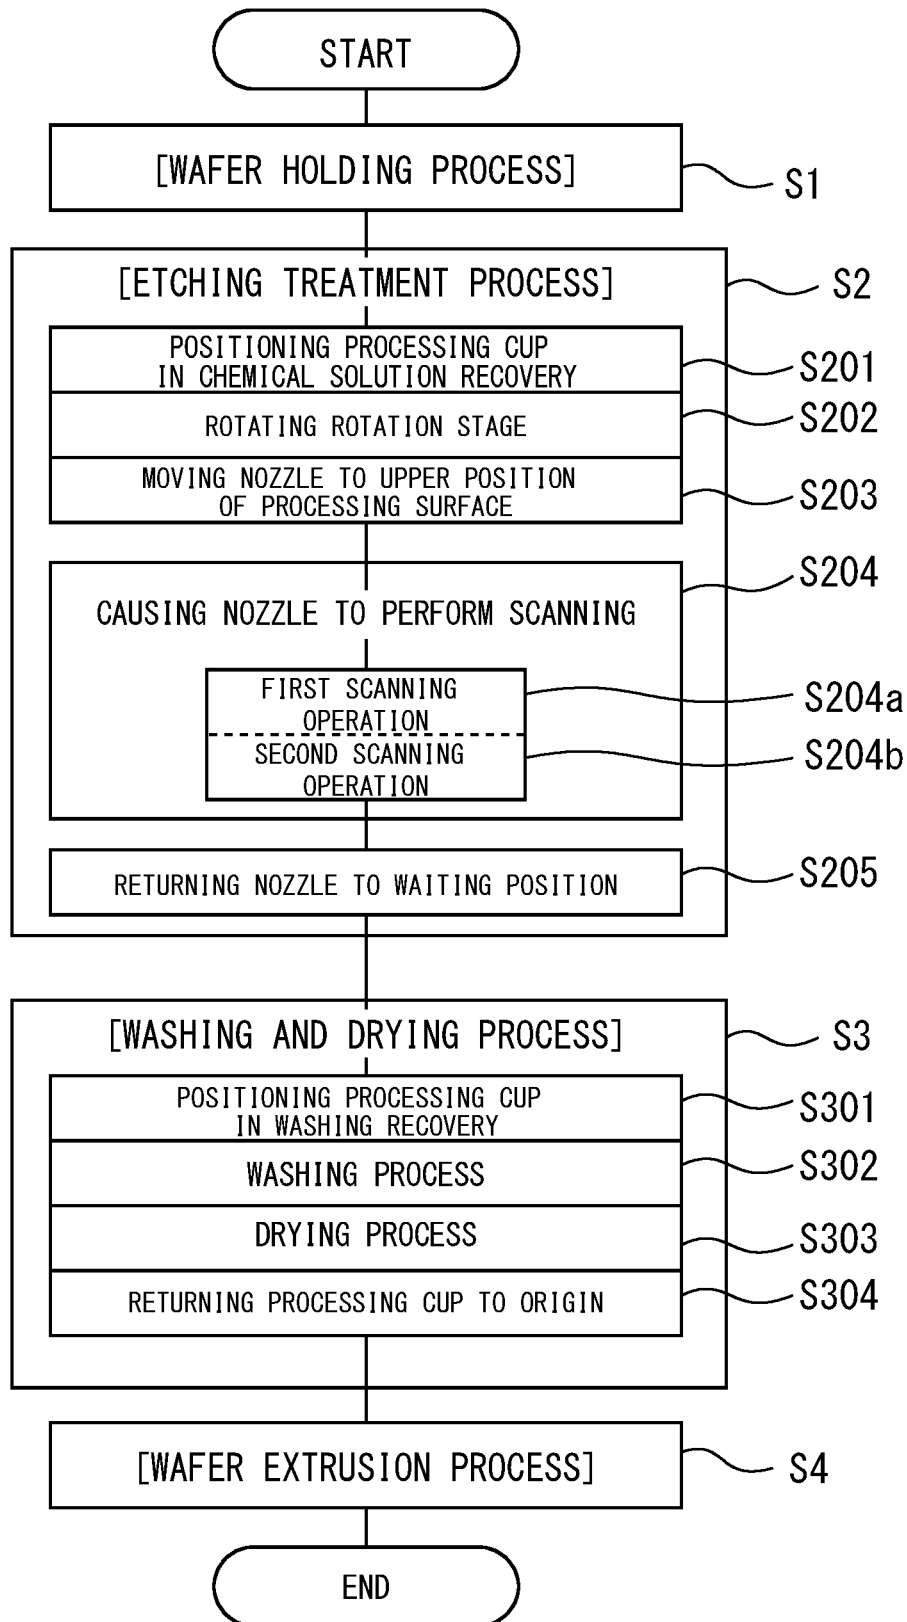 START
[WAFER HOLDING PROCESS]
S1
[ETCHING TREATMENT PROCESS]
S2
POSITIONING PROCESSING CUP
IN CHEMICAL SOLUTION RECOVERY
S201
ROTATING ROTATION STAGE
S202
MOVING NOZZLE TO UPPER POSITION
OF PROCESSING SURFACE
S203
CAUSING NOZZLE TO PERFORM SCANNING
S204
FIRST SCANNING
OPERATION
S204a
SECOND SCANNING
OPERATION
S204b
RETURNING NOZZLE TO WAITING POSITION
S205
[WASHING AND DRYING PROCESS]
S3
POSITIONING PROCESSING CUP
IN WASHING RECOVERY
S301
WASHING PROCESS
S302
DRYING PROCESS
S303
RETURNING PROCESSING CUP TO ORIGIN
S304
[WAFER EXTRUSION PROCESS]
S4
END